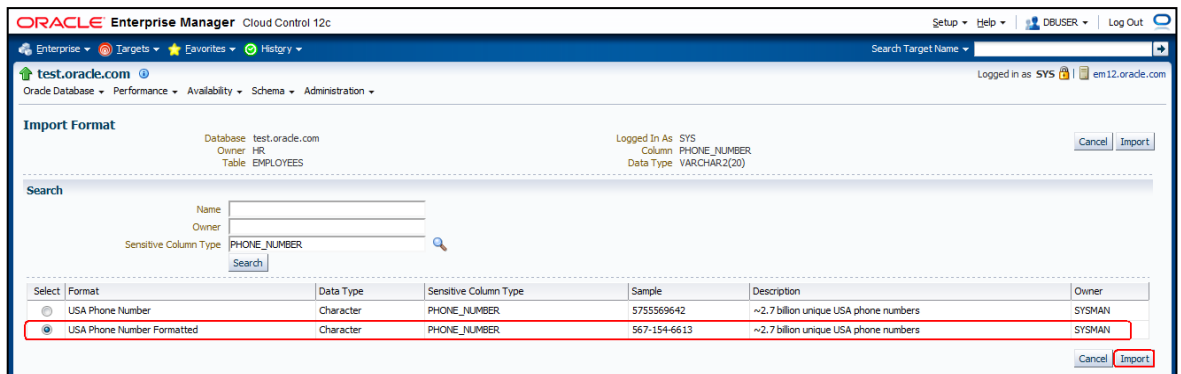 ORACLE Enterprise Manager Cloud Control 12c Setup Help DBUSER Log Out
Enterprise Targets Favorites History Search Target Name
test.oracle.com Logged in as SYS em12.oracle.com
Oracle Database Performance Availability Schema Administration
Import Format
Database test.oracle.com Logged In As SYS Cancel Import
Owner HR Column PHONE_NUMBER
Table EMPLOYEES Data Type VARCHAR2(20)
Search
Name
Owner
Sensitive Column Type PHONE_NUMBER
Search
Select Format Data Type Sensitive Column Type Sample Description Owner
USA Phone Number Character PHONE_NUMBER 5755569642 ~2.7 billion unique USA phone numbers SYSMAN
USA Phone Number Formatted Character PHONE_NUMBER 567-154-6613 ~2.7 billion unique USA phone numbers SYSMAN
Cancel Import